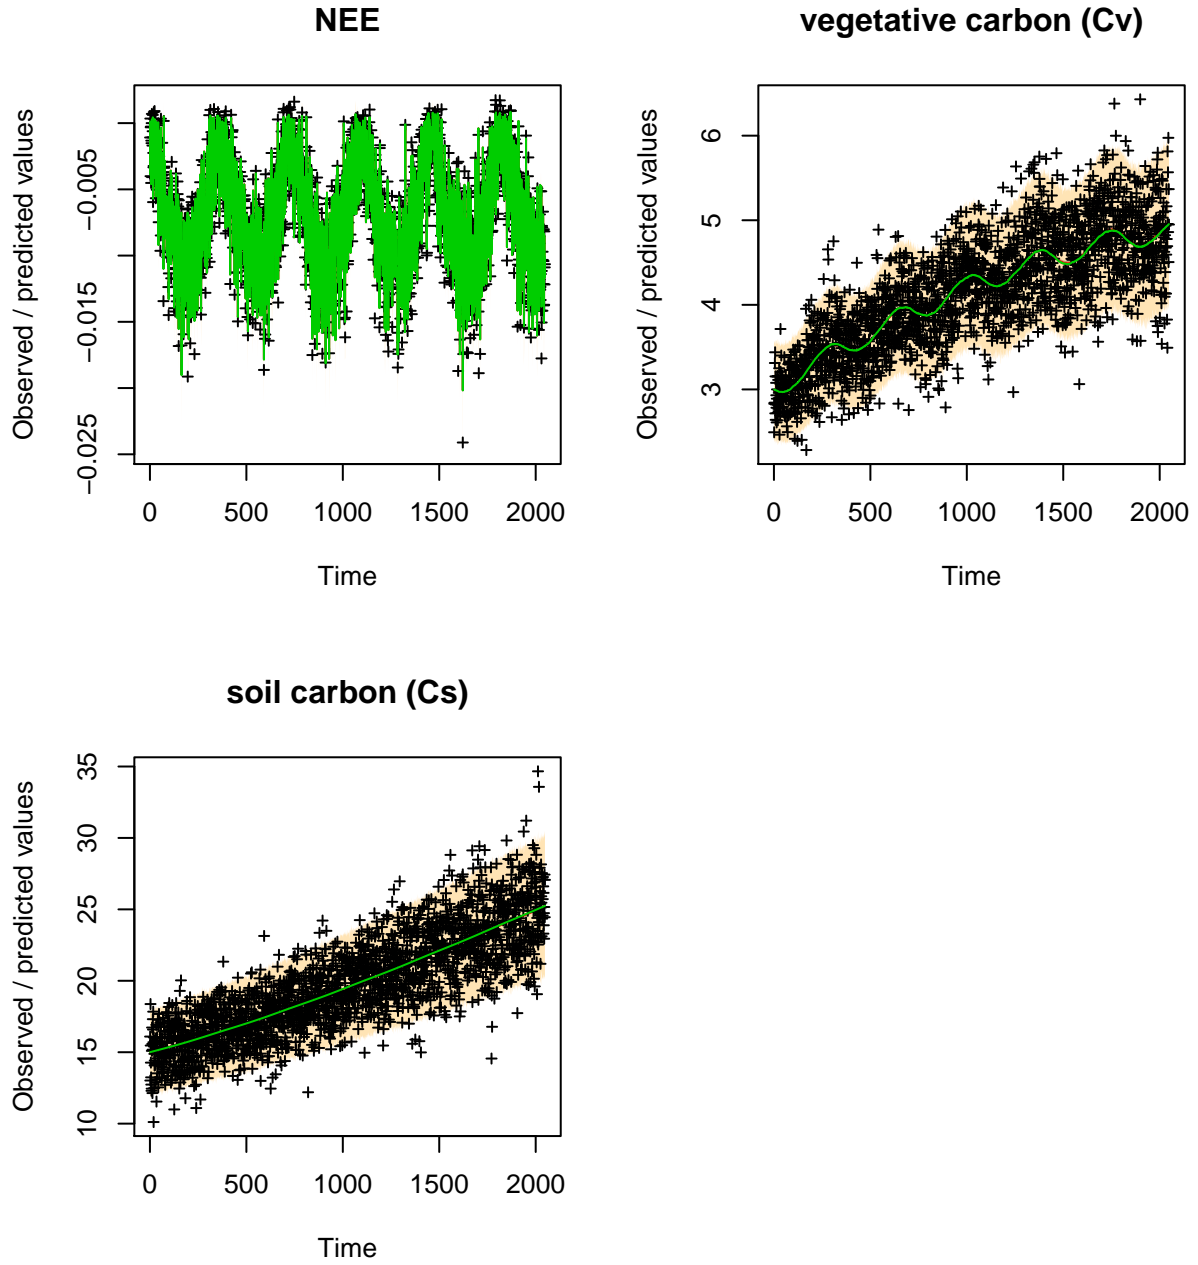 NEE
Observed / predicted values
−0.005
−0.015
−0.025
0 500 1000 1500 2000
Time
vegetative carbon (Cv)
Observed / predicted values
6
5
4
3
0 500 1000 1500 2000
Time
soil carbon (Cs)
Observed / predicted values
35
30
25
20
15
10
0 500 1000 1500 2000
Time